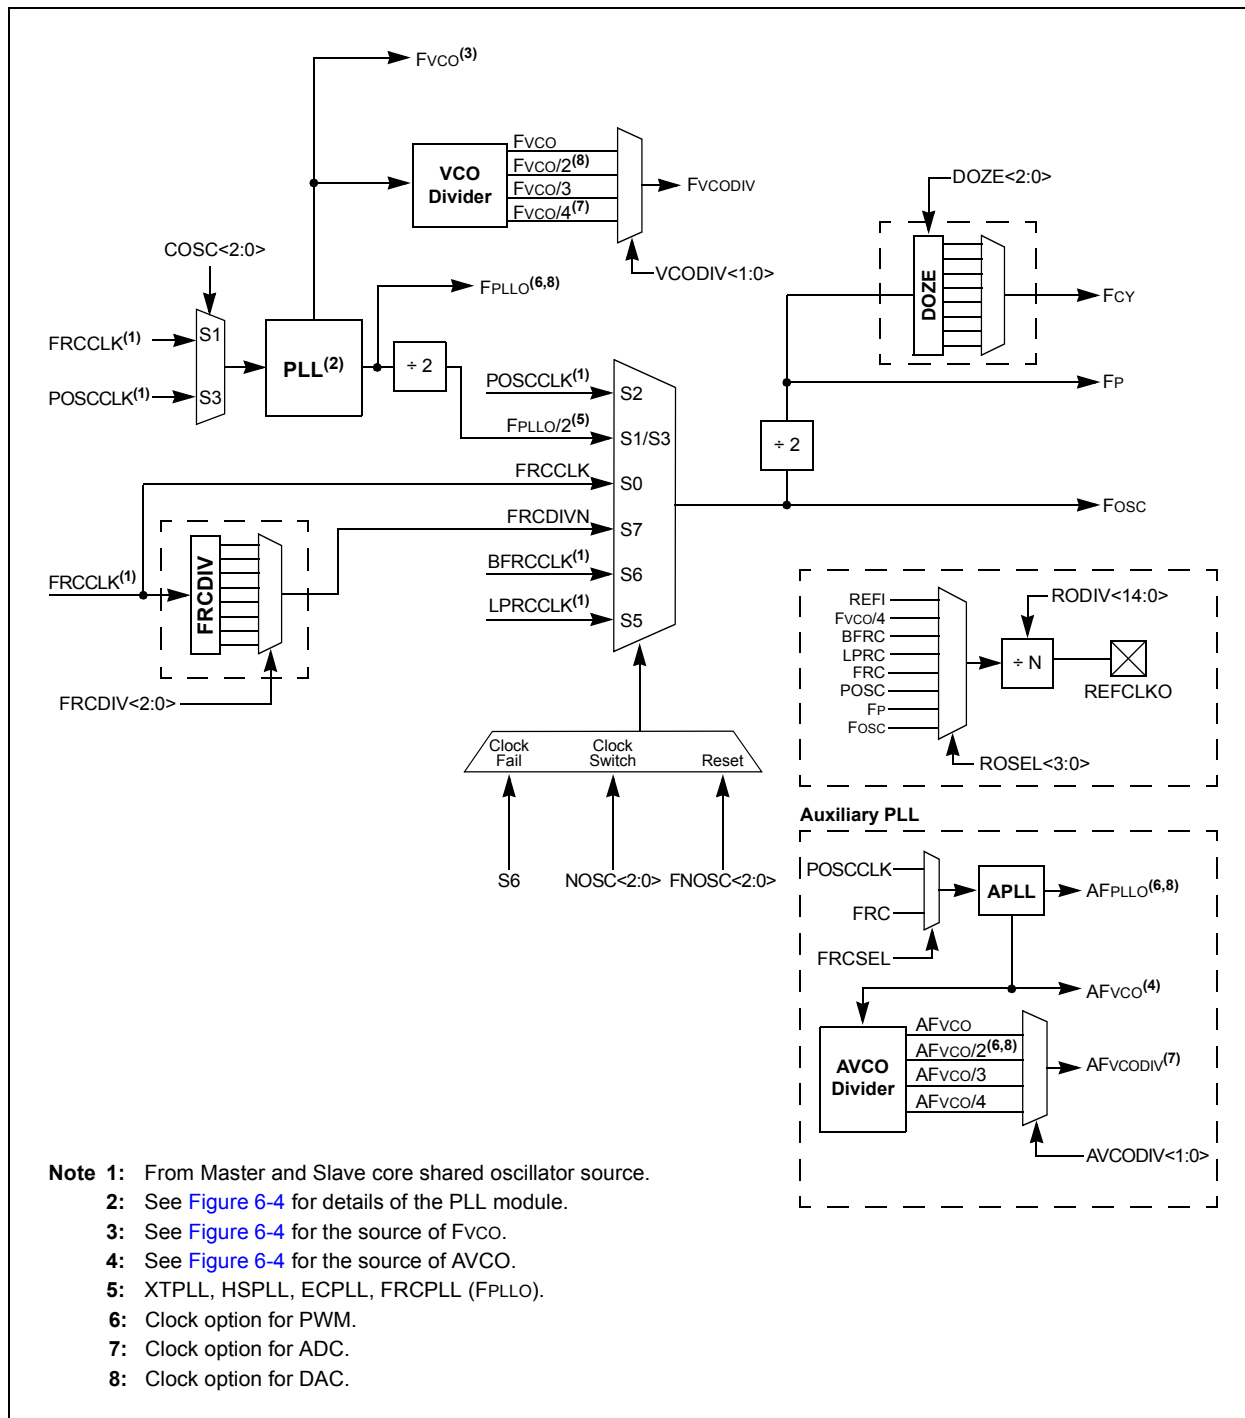 FVCO(3)
VCO
Divider
FVCO
FVCO/2(8)
FVCO/3
FVCO/4(7)
FVCODIV
VCODIV<1:0>
DOZE<2:0>
DOZE
FCY
COSC<2:0>
FPLLO(6,8)
FRCCLK(1)
S1
POSCCLK(1)
S3
PLL(2)
÷ 2
POSCCLK(1)
S2
FPLLO/2(5)
S1/S3
FRCCLK
S0
FRCDIVN
S7
BFRCCLK(1)
S6
LPRCCLK(1)
S5
FP
÷ 2
FOSC
FRCCLK(1)
FRCDIV
FRCDIV<2:0>
Clock
Fail
Clock
Switch
Reset
S6
NOSC<2:0>
FNOSC<2:0>
REFI
FVCO/4
BFRC
LPRC
FRC
POSC
FP
FOSC
RODIV<14:0>
÷ N
REFCLKO
ROSEL<3:0>
Auxiliary PLL
POSCCLK
FRC
FRCSEL
APLL
AFPLLO(6,8)
AFVCO(4)
AVCO
Divider
AFVCO
AFVCO/2(6,8)
AFVCO/3
AFVCO/4
AFVCODIV(7)
AVCODIV<1:0>
Note 1: From Master and Slave core shared oscillator source.
2: See Figure 6-4 for details of the PLL module.
3: See Figure 6-4 for the source of FVCO.
4: See Figure 6-4 for the source of AVCO.
5: XTPLL, HSPLL, ECPLL, FRCPLL (FPLLO).
6: Clock option for PWM.
7: Clock option for ADC.
8: Clock option for DAC.